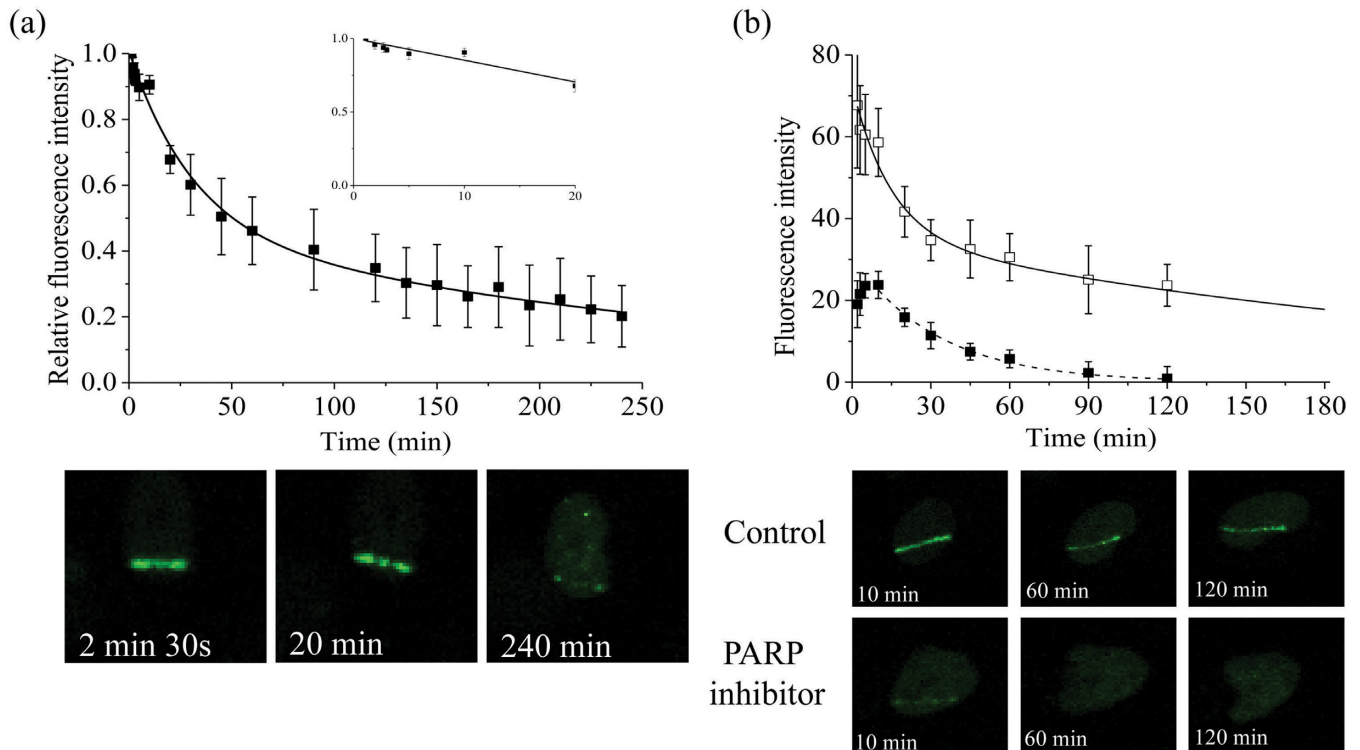 (a)
Relative fluorescence intensity
1.0
0.8
0.6
0.4
0.2
0.0
0 50 100 150 200 250
Time (min)
1.0
0.5
0.0
0 10 20
2 min 30s
20 min
240 min
(b)
Fluorescence intensity
80
60
40
20
0
0 30 60 90 120 150 180
Time (min)
Control
10 min
60 min
120 min
PARP
inhibitor
10 min
60 min
120 min